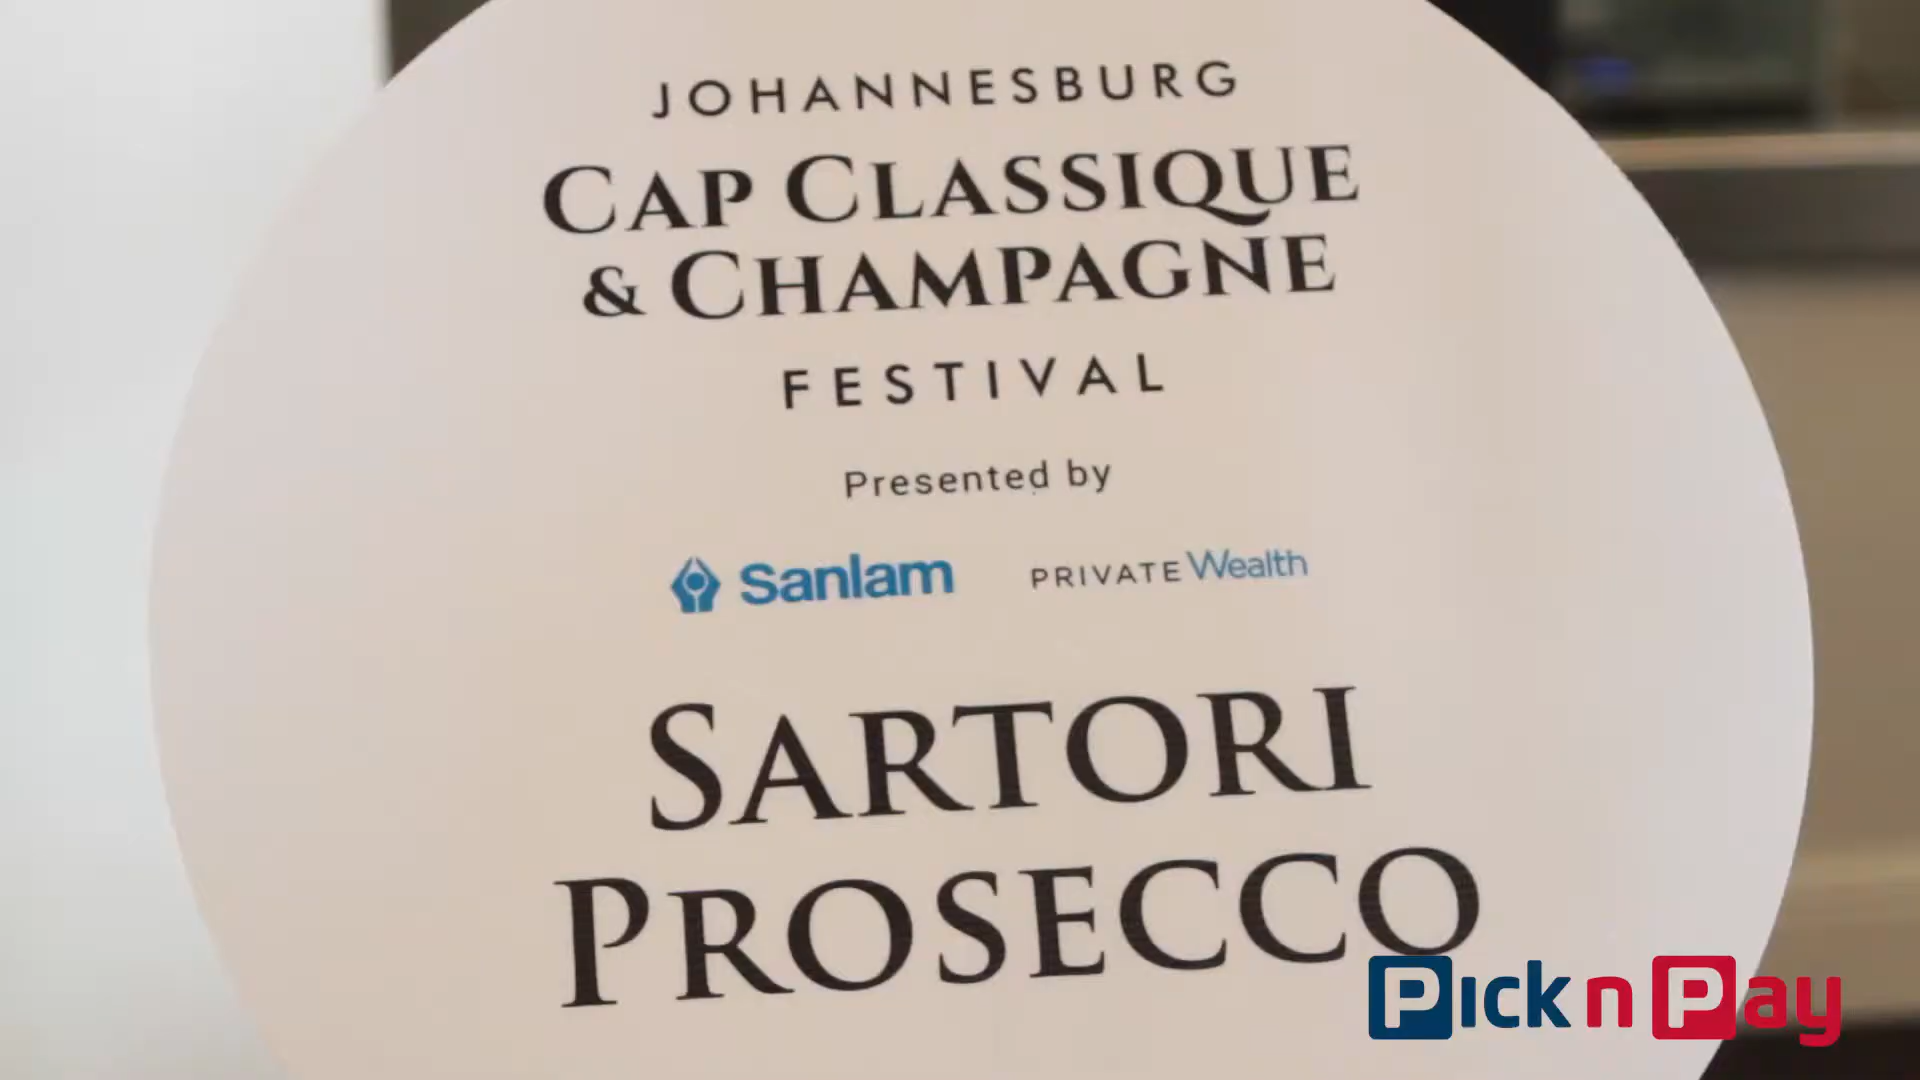 JOHANNESBURG
CAP CLASSIQUE
& CHAMPAGNE
FESTIVAL
Presented by
Sanlam PRIVATE Wealth
SARTORI
PROSECCO
Pick n Pay